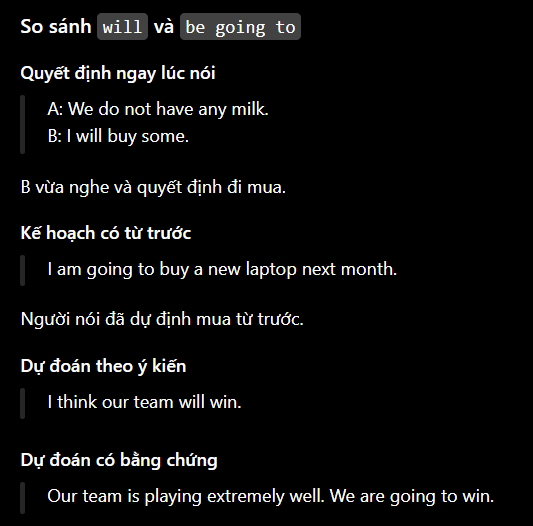 So sánh will và be going to
Quyết định ngay lúc nói
A: We do not have any milk.
B: I will buy some.
B vừa nghe và quyết định đi mua.
Kế hoạch có từ trước
I am going to buy a new laptop next month.
Người nói đã dự định mua từ trước.
Dự đoán theo ý kiến
I think our team will win.
Dự đoán có bằng chứng
Our team is playing extremely well. We are going to win.